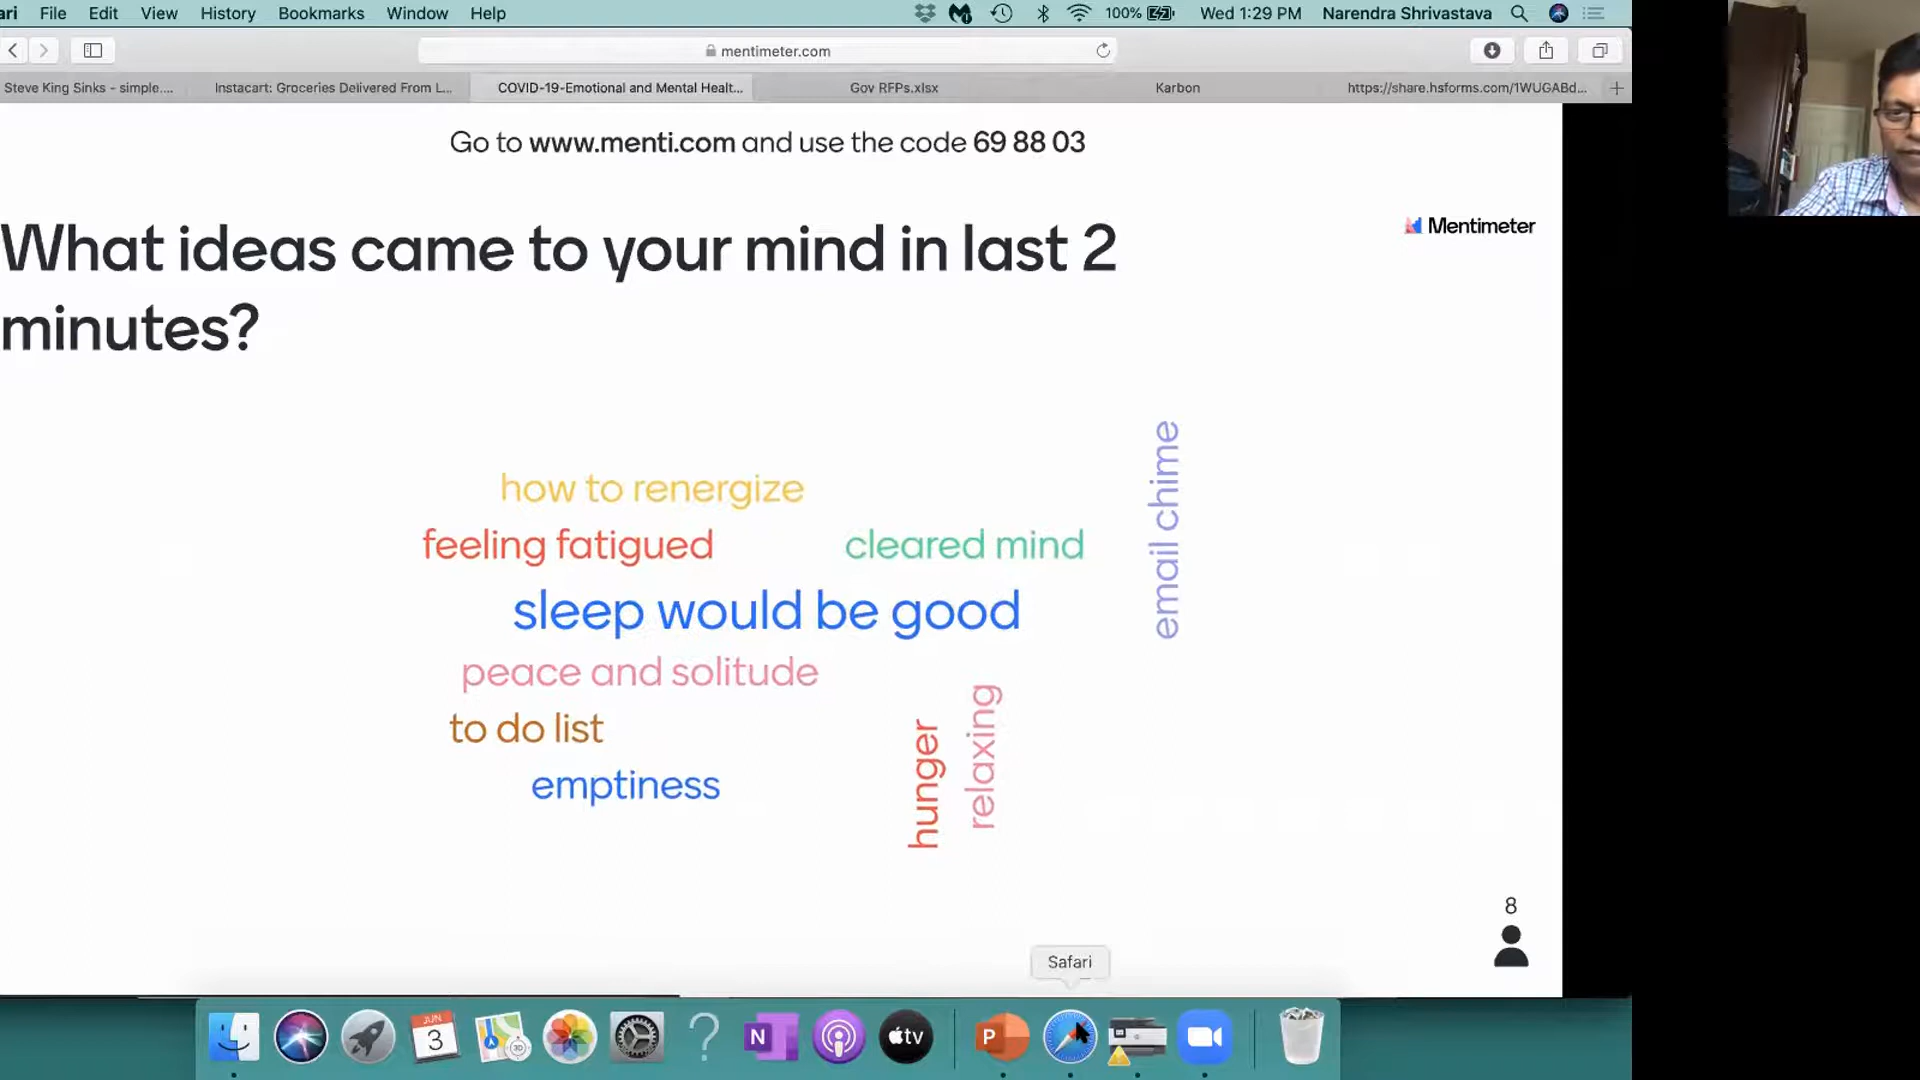 ari File Edit View History Bookmarks Window Help 100% Wed 1:29 PM Narendra Shrivastava
mentimeter.com
Steve King Sinks - simple.... Instacart: Groceries Delivered From L... COVID-19-Emotional and Mental Healt... Gov RFPs.xlsx Karbon https://share.hsforms.com/1WUGABd...
Go to www.menti.com and use the code 69 88 03
Mentimeter
What ideas came to your mind in last 2
minutes?
how to renergize
feeling fatigued
cleared mind
email chime
sleep would be good
peace and solitude
to do list
emptiness
hunger
relaxing
8
Safari
JUN
3
3D
N
tv
P